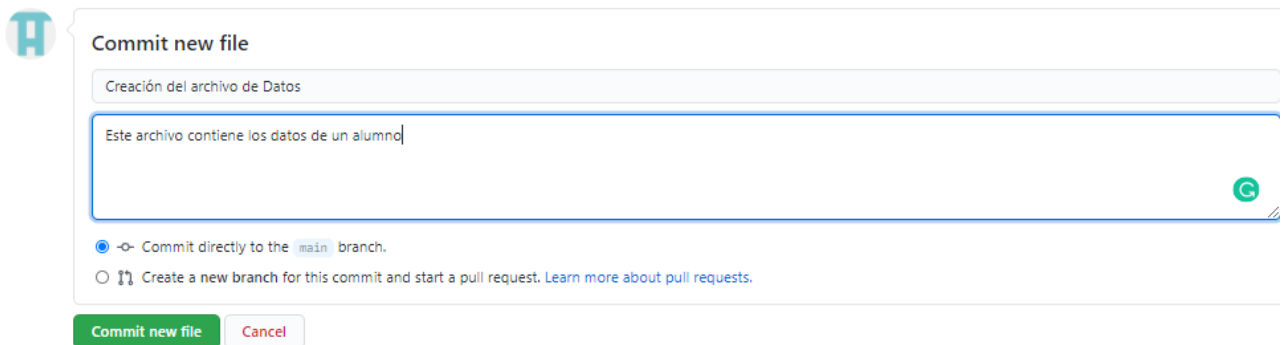 Commit new file
Creación del archivo de Datos
Este archivo contiene los datos de un alumno
Commit directly to the main branch.
Create a new branch for this commit and start a pull request. Learn more about pull requests.
Commit new file Cancel